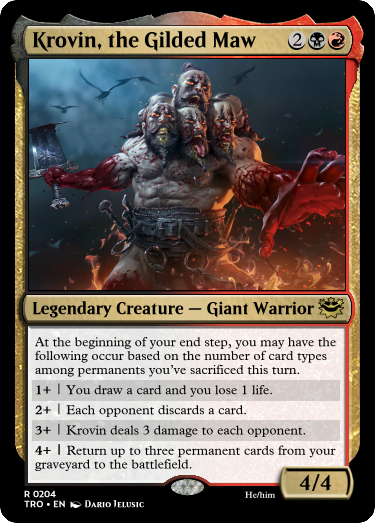 Krovin, the Gilded Maw 2
Legendary Creature — Giant Warrior
At the beginning of your end step, you may have the
following occur based on the number of card types
among permanents you've sacrificed this turn.
1+ | You draw a card and you lose 1 life.
2+ | Each opponent discards a card.
3+ | Krovin deals 3 damage to each opponent.
4+ | Return up to three permanent cards from your
graveyard to the battlefield.
4/4
R 0204
TRO • EN Dario Jelusic
He/him